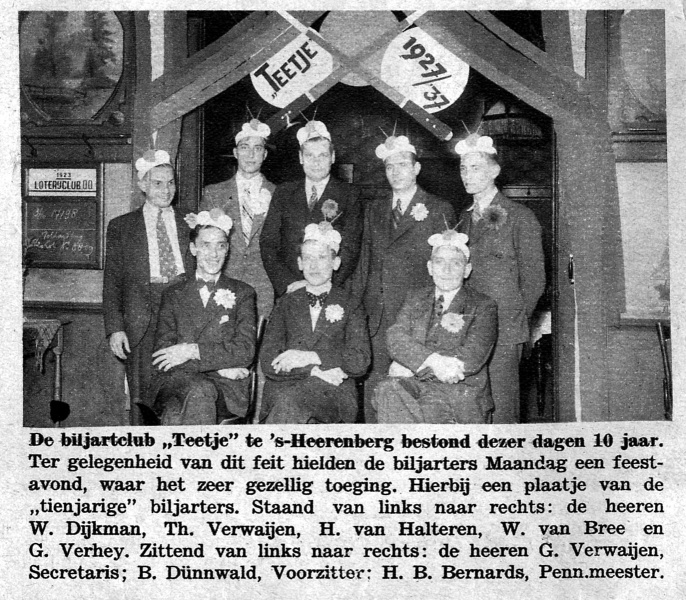 „TEETJE"
1927/37
1923
LOTERIJCLUB.00
De biljartclub „Teetje” te ’s-Heerenberg bestond dezer dagen 10 jaar.
Ter gelegenheid van dit feit hielden de biljarters Maandag een feest-
avond, waar het zeer gezellig toeging. Hierbij een plaatje van de
„tienjarige” biljarters. Staand van links naar rechts: de heeren
W. Dijkman, Th. Verwaijen, H. van Halteren, W. van Bree en
G. Verhey. Zittend van links naar rechts: de heeren G. Verwaijen,
Secretaris; B. Dünnwald, Voorzitter; H. B. Bernards, Penn.meester.